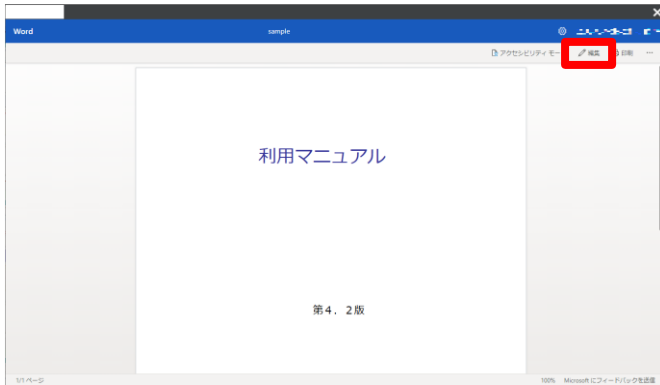 Word
sample
アクセシビリティ モー
編集
印刷
利用マニュアル
第4．2版
1/1 ページ
100%
Microsoft にフィードバックを送信